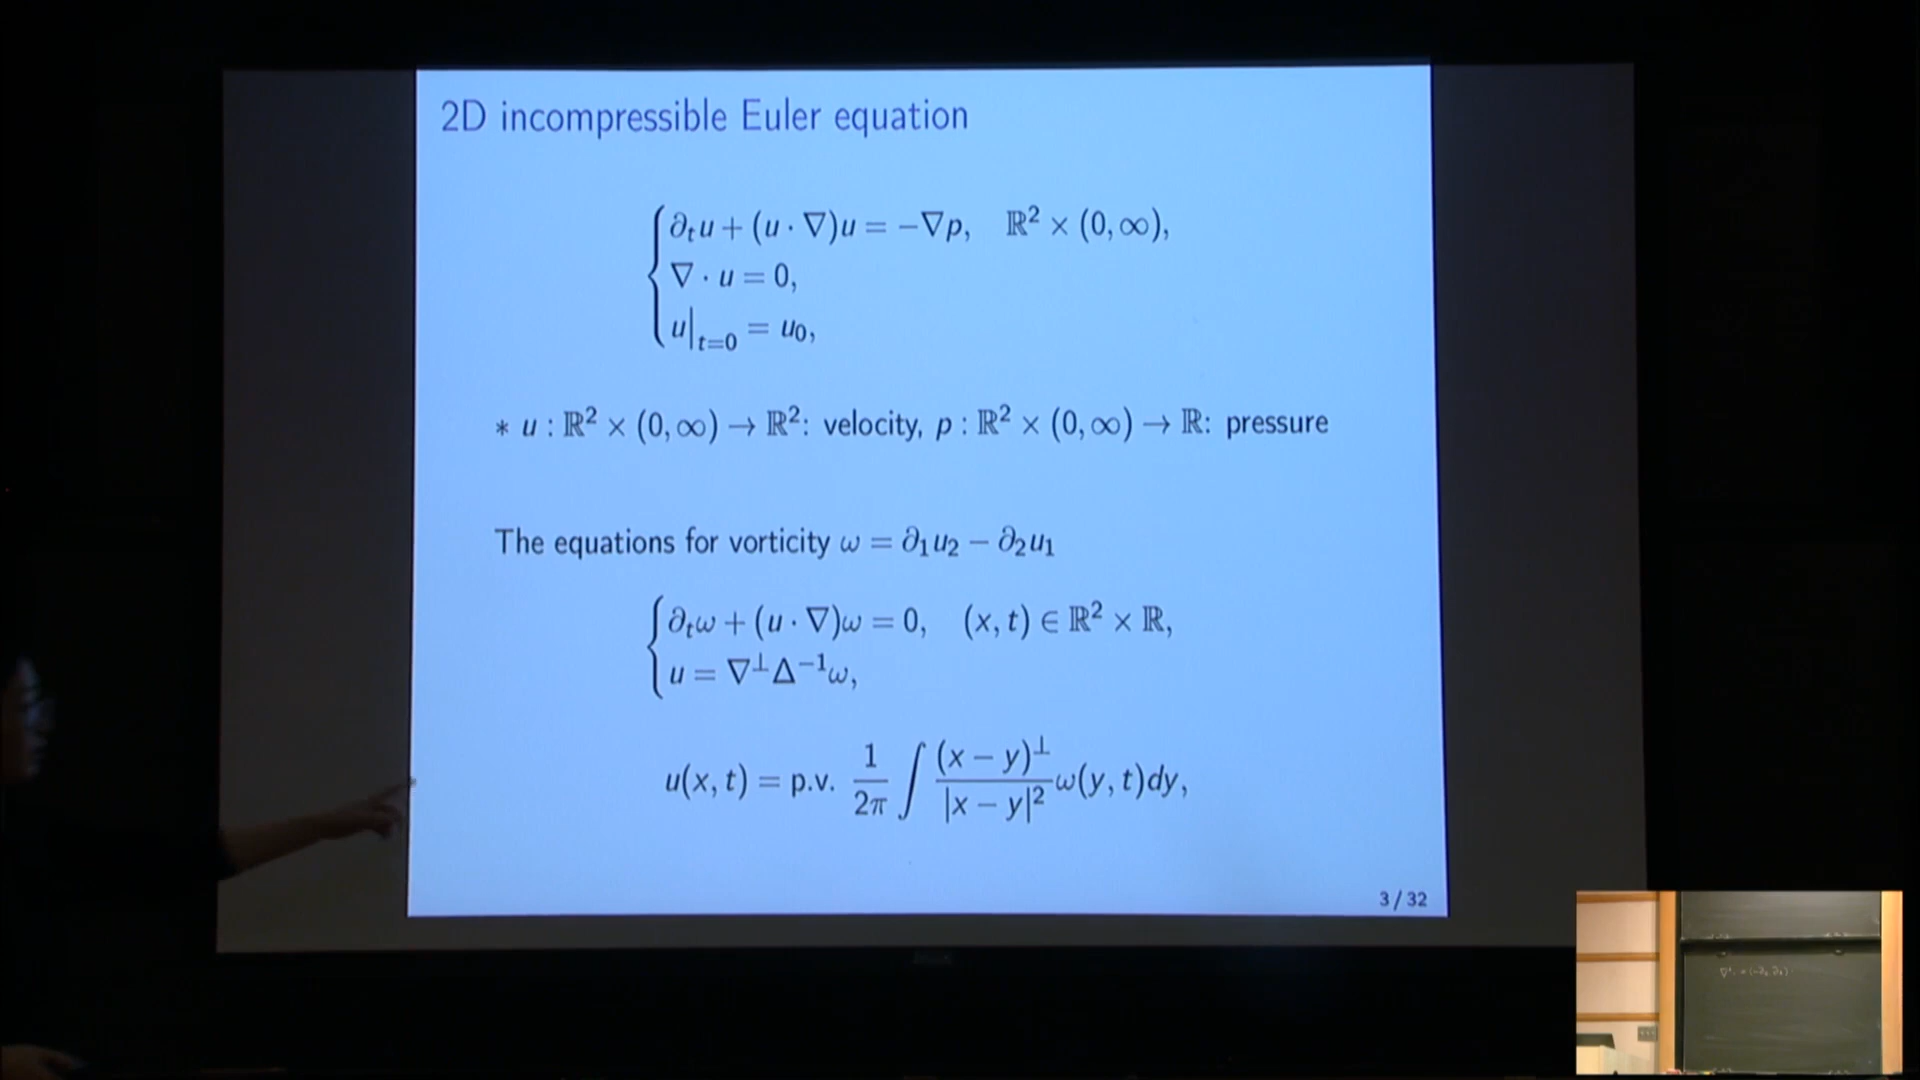 2D incompressible Euler equation
∂ₜu + (u · ∇)u = −∇p, ℝ² × (0, ∞),
∇ · u = 0,
u|ₜ₌₀ = u₀,
* u : ℝ² × (0, ∞) → ℝ²: velocity, p : ℝ² × (0, ∞) → ℝ: pressure
The equations for vorticity ω = ∂₁u₂ − ∂₂u₁
∂ₜω + (u · ∇)ω = 0, (x, t) ∈ ℝ² × ℝ,
u = ∇⊥Δ⁻¹ω,
u(x, t) = p.v. 1/2π ∫ (x − y)⊥/|x − y|² ω(y, t)dy,
3 / 32